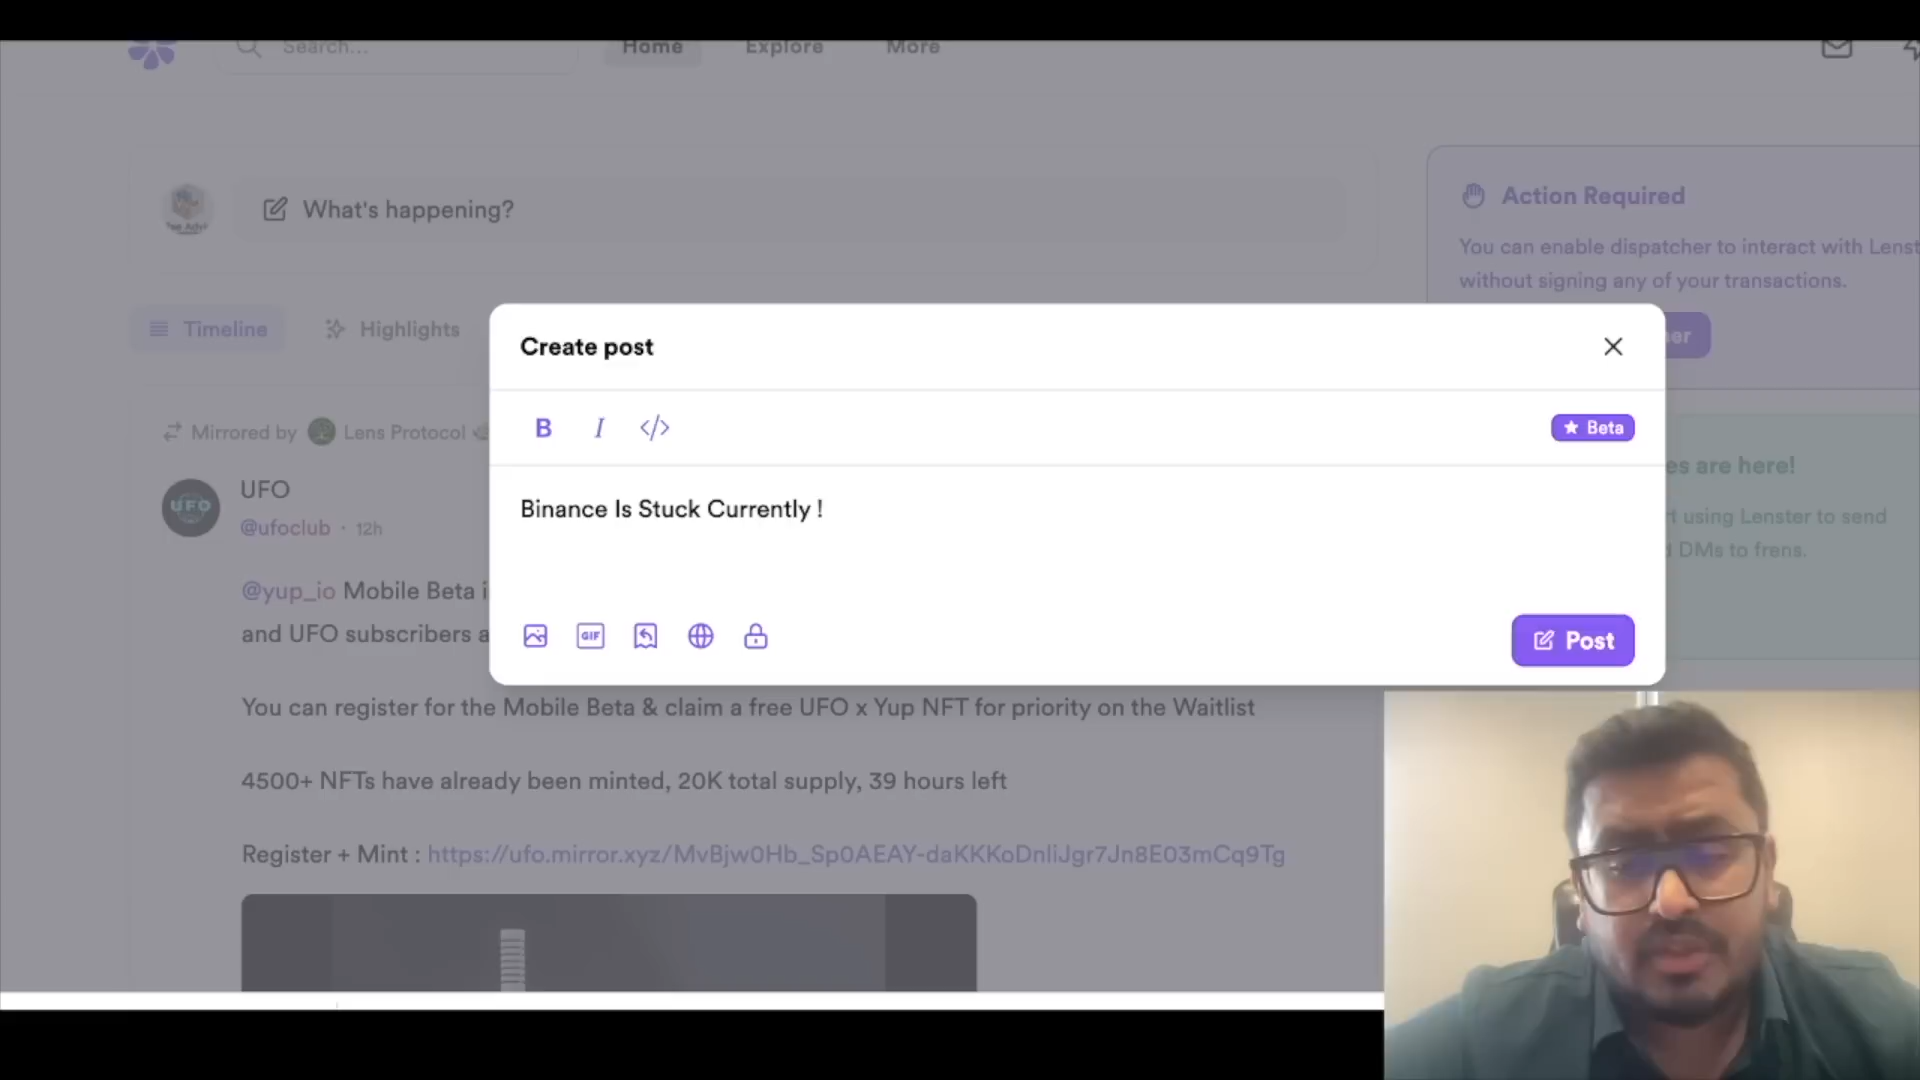 Search...
Home
Explore
More
What's happening?
Action Required
You can enable dispatcher to interact with Lenst
without signing any of your transactions.
her
Timeline
Highlights
Create post
B I </>
Beta
Binance Is Stuck Currently !
GIF
Post
es are here!
t using Lenster to send
DMs to frens.
Mirrored by Lens Protocol
UFO
UFO
@ufoclub · 12h
@yup_io Mobile Beta i
and UFO subscribers a
You can register for the Mobile Beta & claim a free UFO x Yup NFT for priority on the Waitlist
4500+ NFTs have already been minted, 20K total supply, 39 hours left
Register + Mint : https://ufo.mirror.xyz/MvBjw0Hb_Sp0AEAY-daKKKoDnliJgr7Jn8E03mCq9Tg